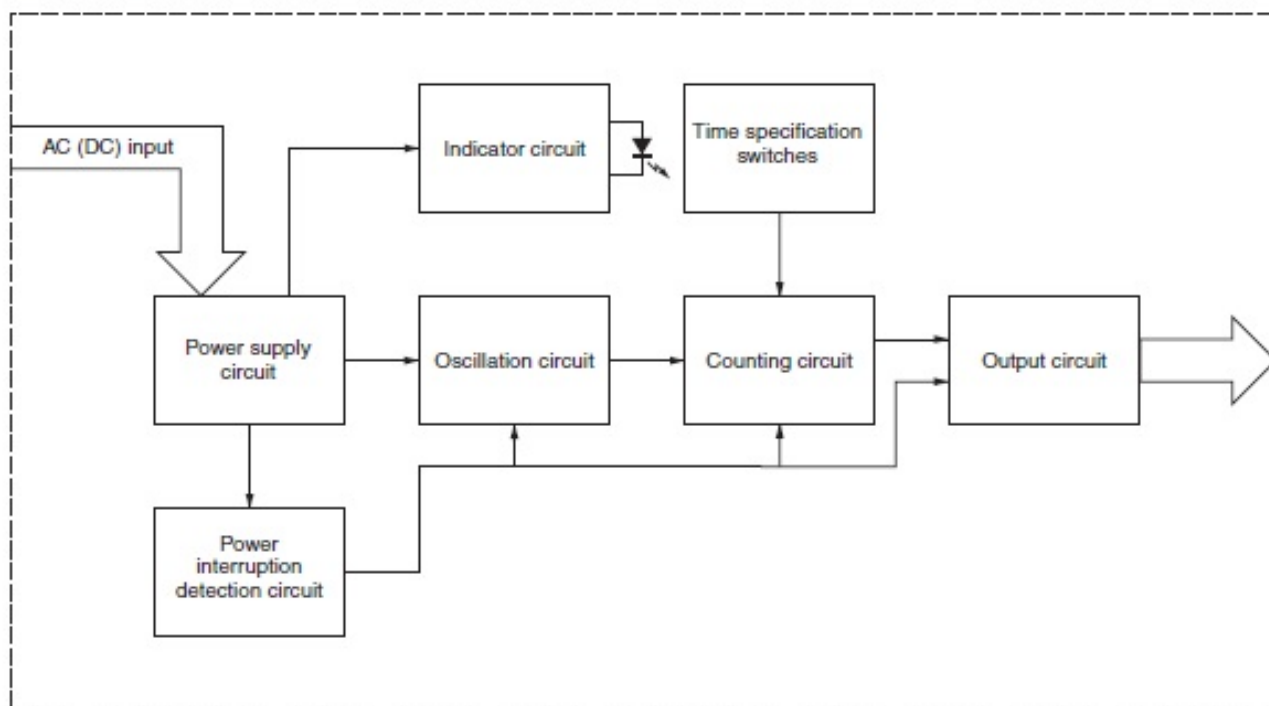 AC (DC) input
Indicator circuit
Time specification
switches
Power supply
circuit
Oscillation circuit
Counting circuit
Output circuit
Power
interruption
detection circuit